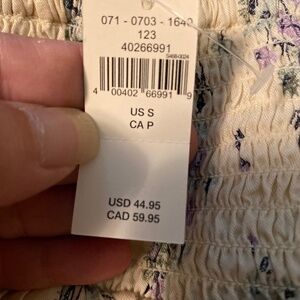 071 - 0703 - 1640
123
40266991
4 00402 66991 9
US S
CA P
USD 44.95
CAD 59.95